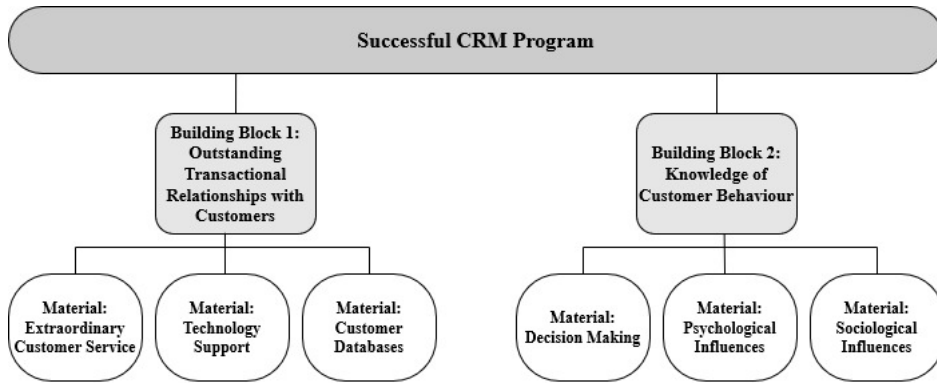 Successful CRM Program
Building Block 1:
Outstanding
Transactional
Relationships with
Customers
Building Block 2:
Knowledge of
Customer Behaviour
Material:
Extraordinary
Customer Service
Material:
Technology
Support
Material:
Customer
Databases
Material:
Decision Making
Material:
Psychological
Influences
Material:
Sociological
Influences